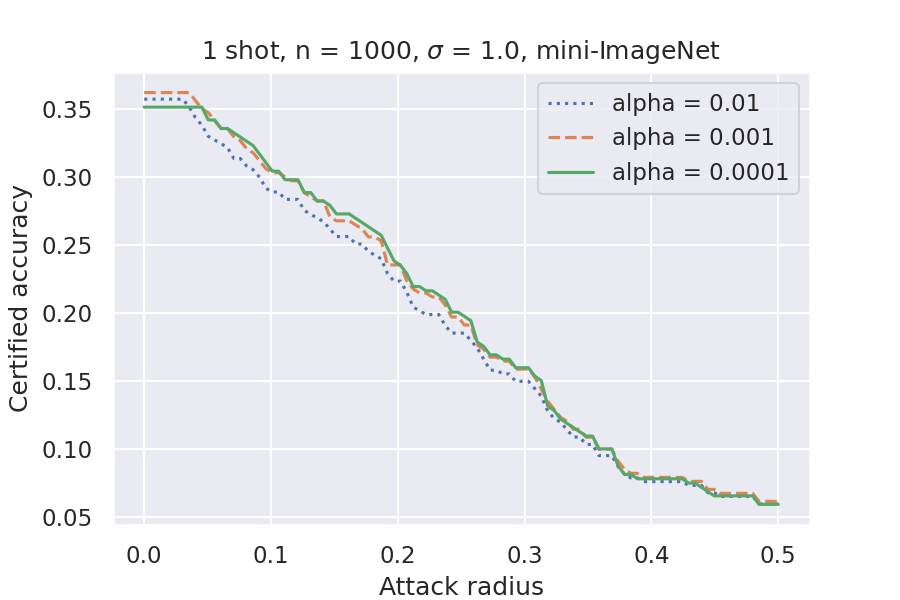 1 shot, n = 1000, σ = 1.0, mini-ImageNet
alpha = 0.01
alpha = 0.001
alpha = 0.0001
Certified accuracy
0.35
0.30
0.25
0.20
0.15
0.10
0.05
0.0 0.1 0.2 0.3 0.4 0.5
Attack radius